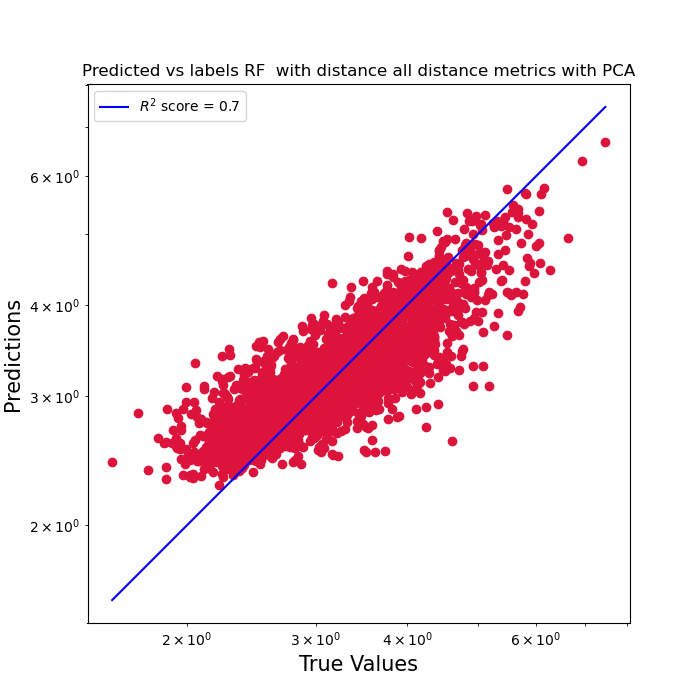 Predicted vs labels RF  with distance all distance metrics with PCA
R² score = 0.7
Predictions
6 × 10⁰
4 × 10⁰
3 × 10⁰
2 × 10⁰
2 × 10⁰ 3 × 10⁰ 4 × 10⁰ 6 × 10⁰
True Values